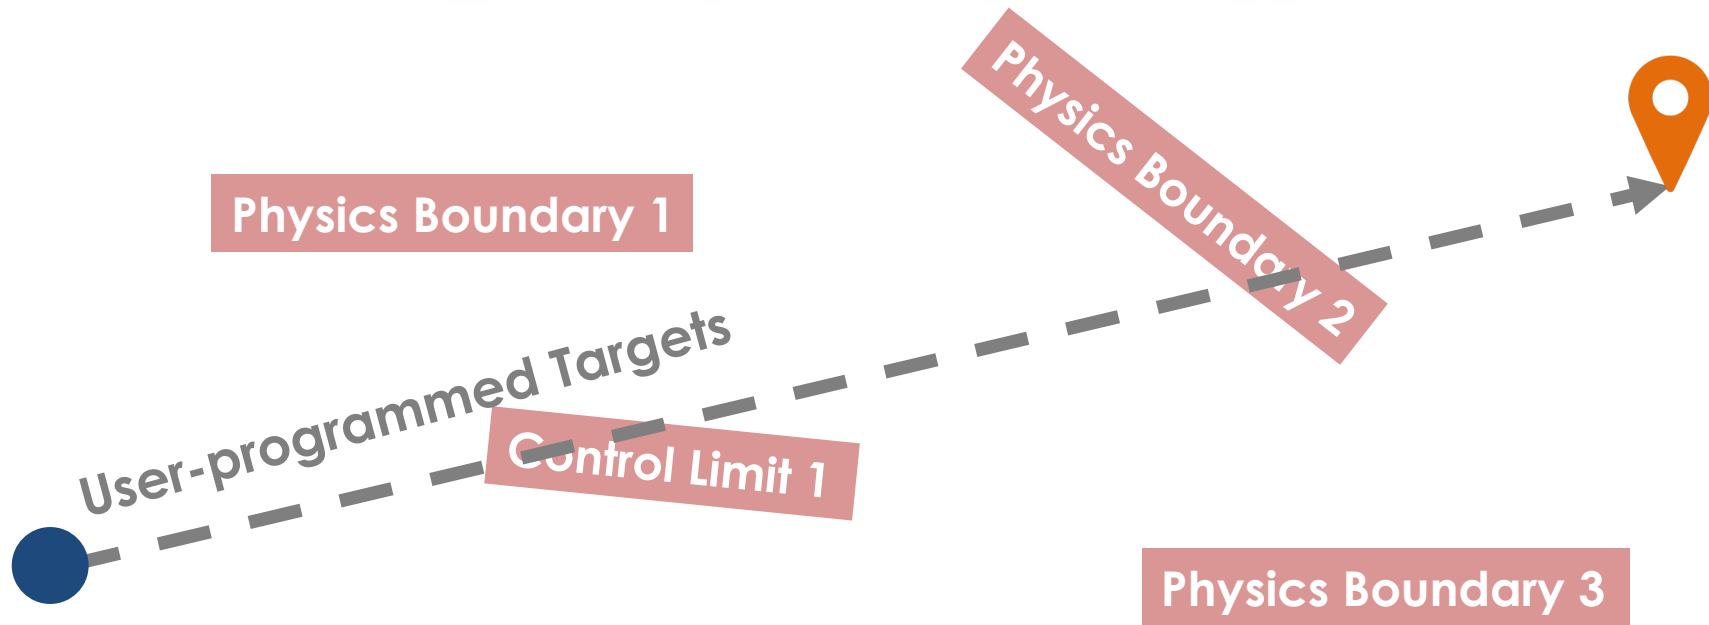 Physics Boundary 2
Physics Boundary 1
User-programmed Targets
Control Limit 1
Physics Boundary 3